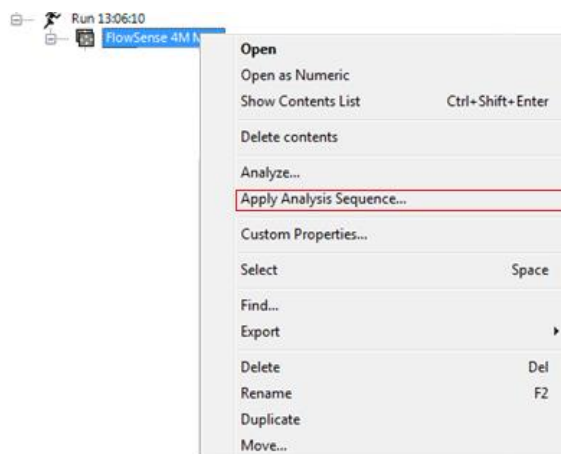 Run 13:06:10
FlowSense 4M
Open
Open as Numeric
Show Contents List Ctrl+Shift+Enter
Delete contents
Analyze...
Apply Analysis Sequence...
Custom Properties...
Select Space
Find...
Export
Delete Del
Rename F2
Duplicate
Move...